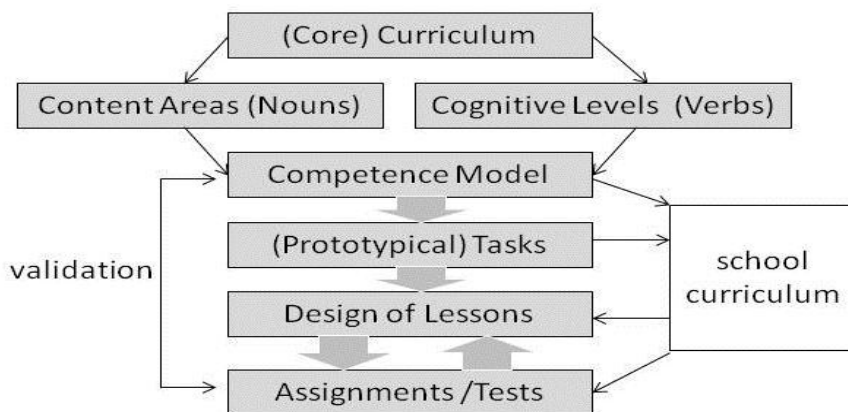 (Core) Curriculum
Content Areas (Nouns)
Cognitive Levels (Verbs)
Competence Model
(Prototypical) Tasks
validation
school
curriculum
Design of Lessons
Assignments /Tests